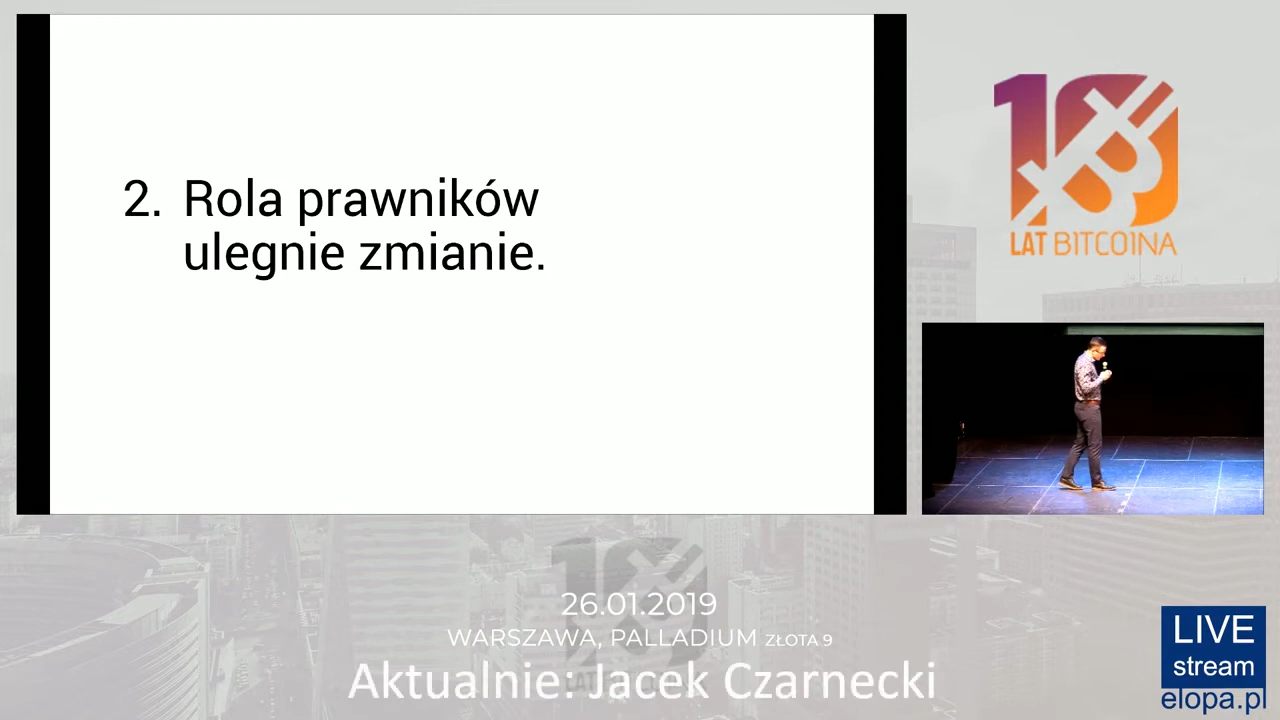 2. Rola prawników
ulegnie zmianie.
10
LAT BITCOINA
26.01.2019
WARSZAWA, PALLADIUM ZŁOTA 9
Aktualnie: Jacek Czarnecki
LIVE
stream
elopa.pl